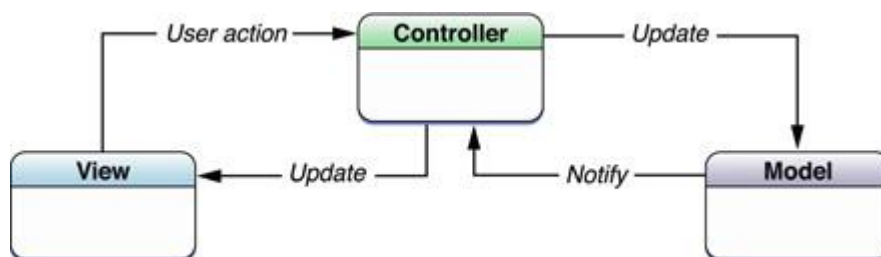 User action
Controller
Update
View
Update
Notify
Model